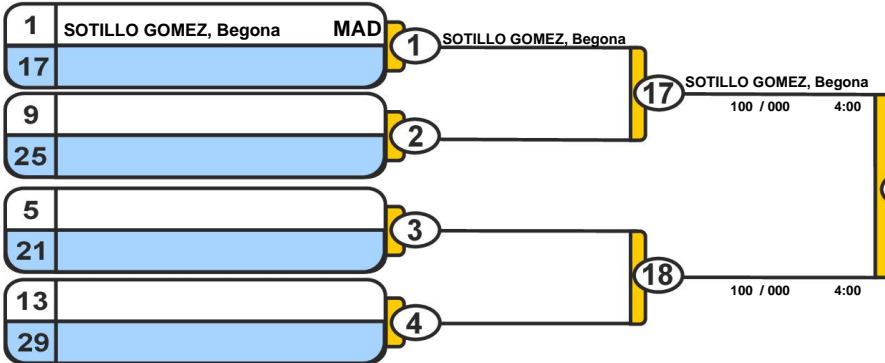 1 SOTILLO GOMEZ, Begona MAD
17
1 SOTILLO GOMEZ, Begona
9
25
2
17 SOTILLO GOMEZ, Begona
100 / 000 4:00
5
21
3
13
29
4
18
100 / 000 4:00